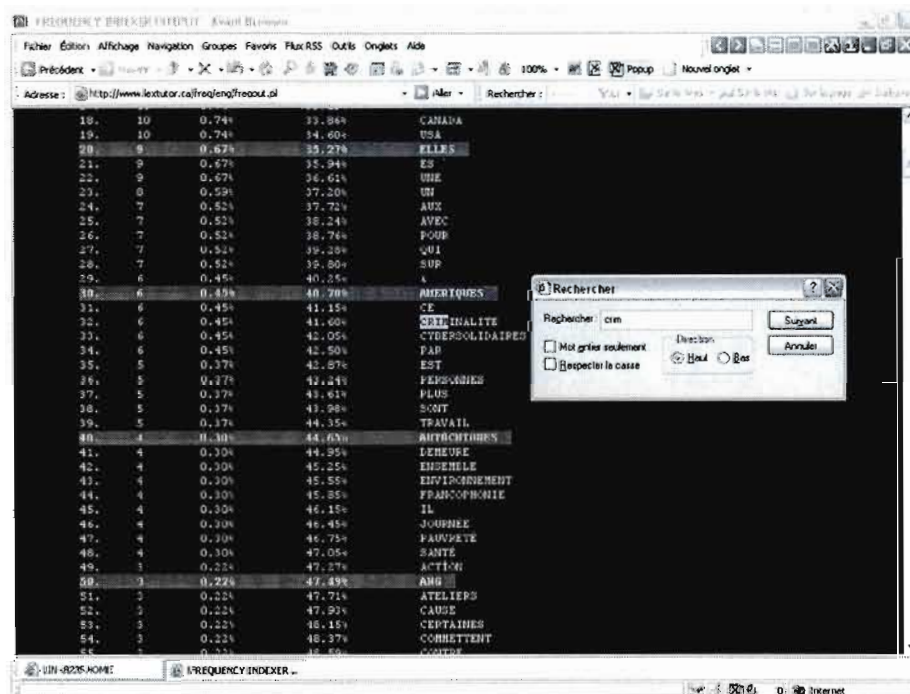 FREQUENCY INDEXER OUTPUT - Avant Browser
Fichier Édition Affichage Navigation Groupes Favoris Flux RSS Outils Onglets Aide
Précédent 100% Popup Nouvel onglet
Adresse : http://www.lextutor.ca/freq/eng/freqout.pl Aller Rechercher :
18. 10 0.74% 33.86% CANADA
19. 10 0.74% 34.60% USA
20. 9 0.67% 35.27% ELLES
21. 9 0.67% 35.94% ES
22. 9 0.67% 36.61% UNE
23. 8 0.59% 37.20% UN
24. 7 0.52% 37.72% AUX
25. 7 0.52% 38.24% AVEC
26. 7 0.52% 38.76% POUR
27. 7 0.52% 39.28% QUI
28. 7 0.52% 39.80% SUR
29. 6 0.45% 40.25%
30. 6 0.45% 40.70% AMERIQUES
31. 6 0.45% 41.15% CE
32. 6 0.45% 41.60% CRIMINALITE
33. 6 0.45% 42.05% CYBERSOLIDAIRES
34. 6 0.45% 42.50% PAR
35. 5 0.37% 42.87% EST
36. 5 0.37% 43.24% PERSONNES
37. 5 0.37% 43.61% PLUS
38. 5 0.37% 43.98% SONT
39. 5 0.37% 44.35% TRAVAIL
40. 4 0.30% 44.65% AUTOCHTONES
41. 4 0.30% 44.95% DEMEURE
42. 4 0.30% 45.25% ENSEMBLE
43. 4 0.30% 45.55% ENVIRONNEMENT
44. 4 0.30% 45.85% FRANCOPHONIE
45. 4 0.30% 46.15% IL
46. 4 0.30% 46.45% JOURNÉE
47. 4 0.30% 46.75% PAUVRETÉ
48. 4 0.30% 47.05% SANTÉ
49. 3 0.22% 47.27% ACTION
50. 3 0.22% 47.49% ANG
51. 3 0.22% 47.71% ATELIERS
52. 3 0.22% 47.93% CAUSE
53. 3 0.22% 48.15% CERTAINES
54. 3 0.22% 48.37% COMMETTENT
55. 3 0.22% 48.59% CONTRE
Rechercher
Rechercher: crim Suivant
Mot entier seulement Direction Annuler
Respecter la casse Haut Bas
FREQUENCY INDEXER ...
Internet